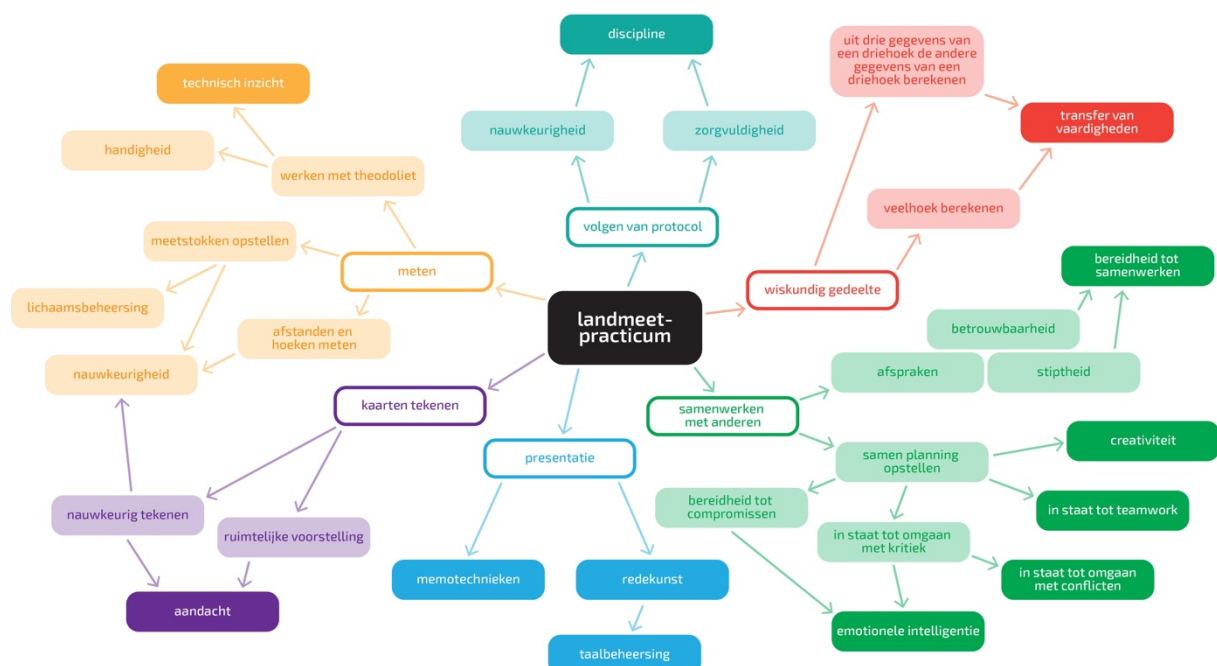 discipline
uit drie gegevens van
een driehoek de andere
gegevens van een
driehoek berekenen
technisch inzicht
transfer van
vaardigheden
nauwkeurigheid
zorgvuldigheid
handigheid
werken met theodoliet
veelhoek berekenen
volgen van protocol
meetstokken opstellen
bereidheid tot
samenwerken
meten
wiskundig gedeelte
lichaamsbeheersing
landmeet-
practicum
afstanden en
hoeken meten
betrouwbaarheid
nauwkeurigheid
afspraken
stiptheid
kaarten tekenen
samenwerken
met anderen
creativiteit
presentatie
samen planning
opstellen
bereidheid tot
compromissen
in staat tot teamwork
nauwkeurig tekenen
ruimtelijke voorstelling
in staat tot omgaan
met kritiek
memotechnieken
redekunst
in staat tot omgaan
met conflicten
aandacht
emotionele intelligentie
taalbeheersing